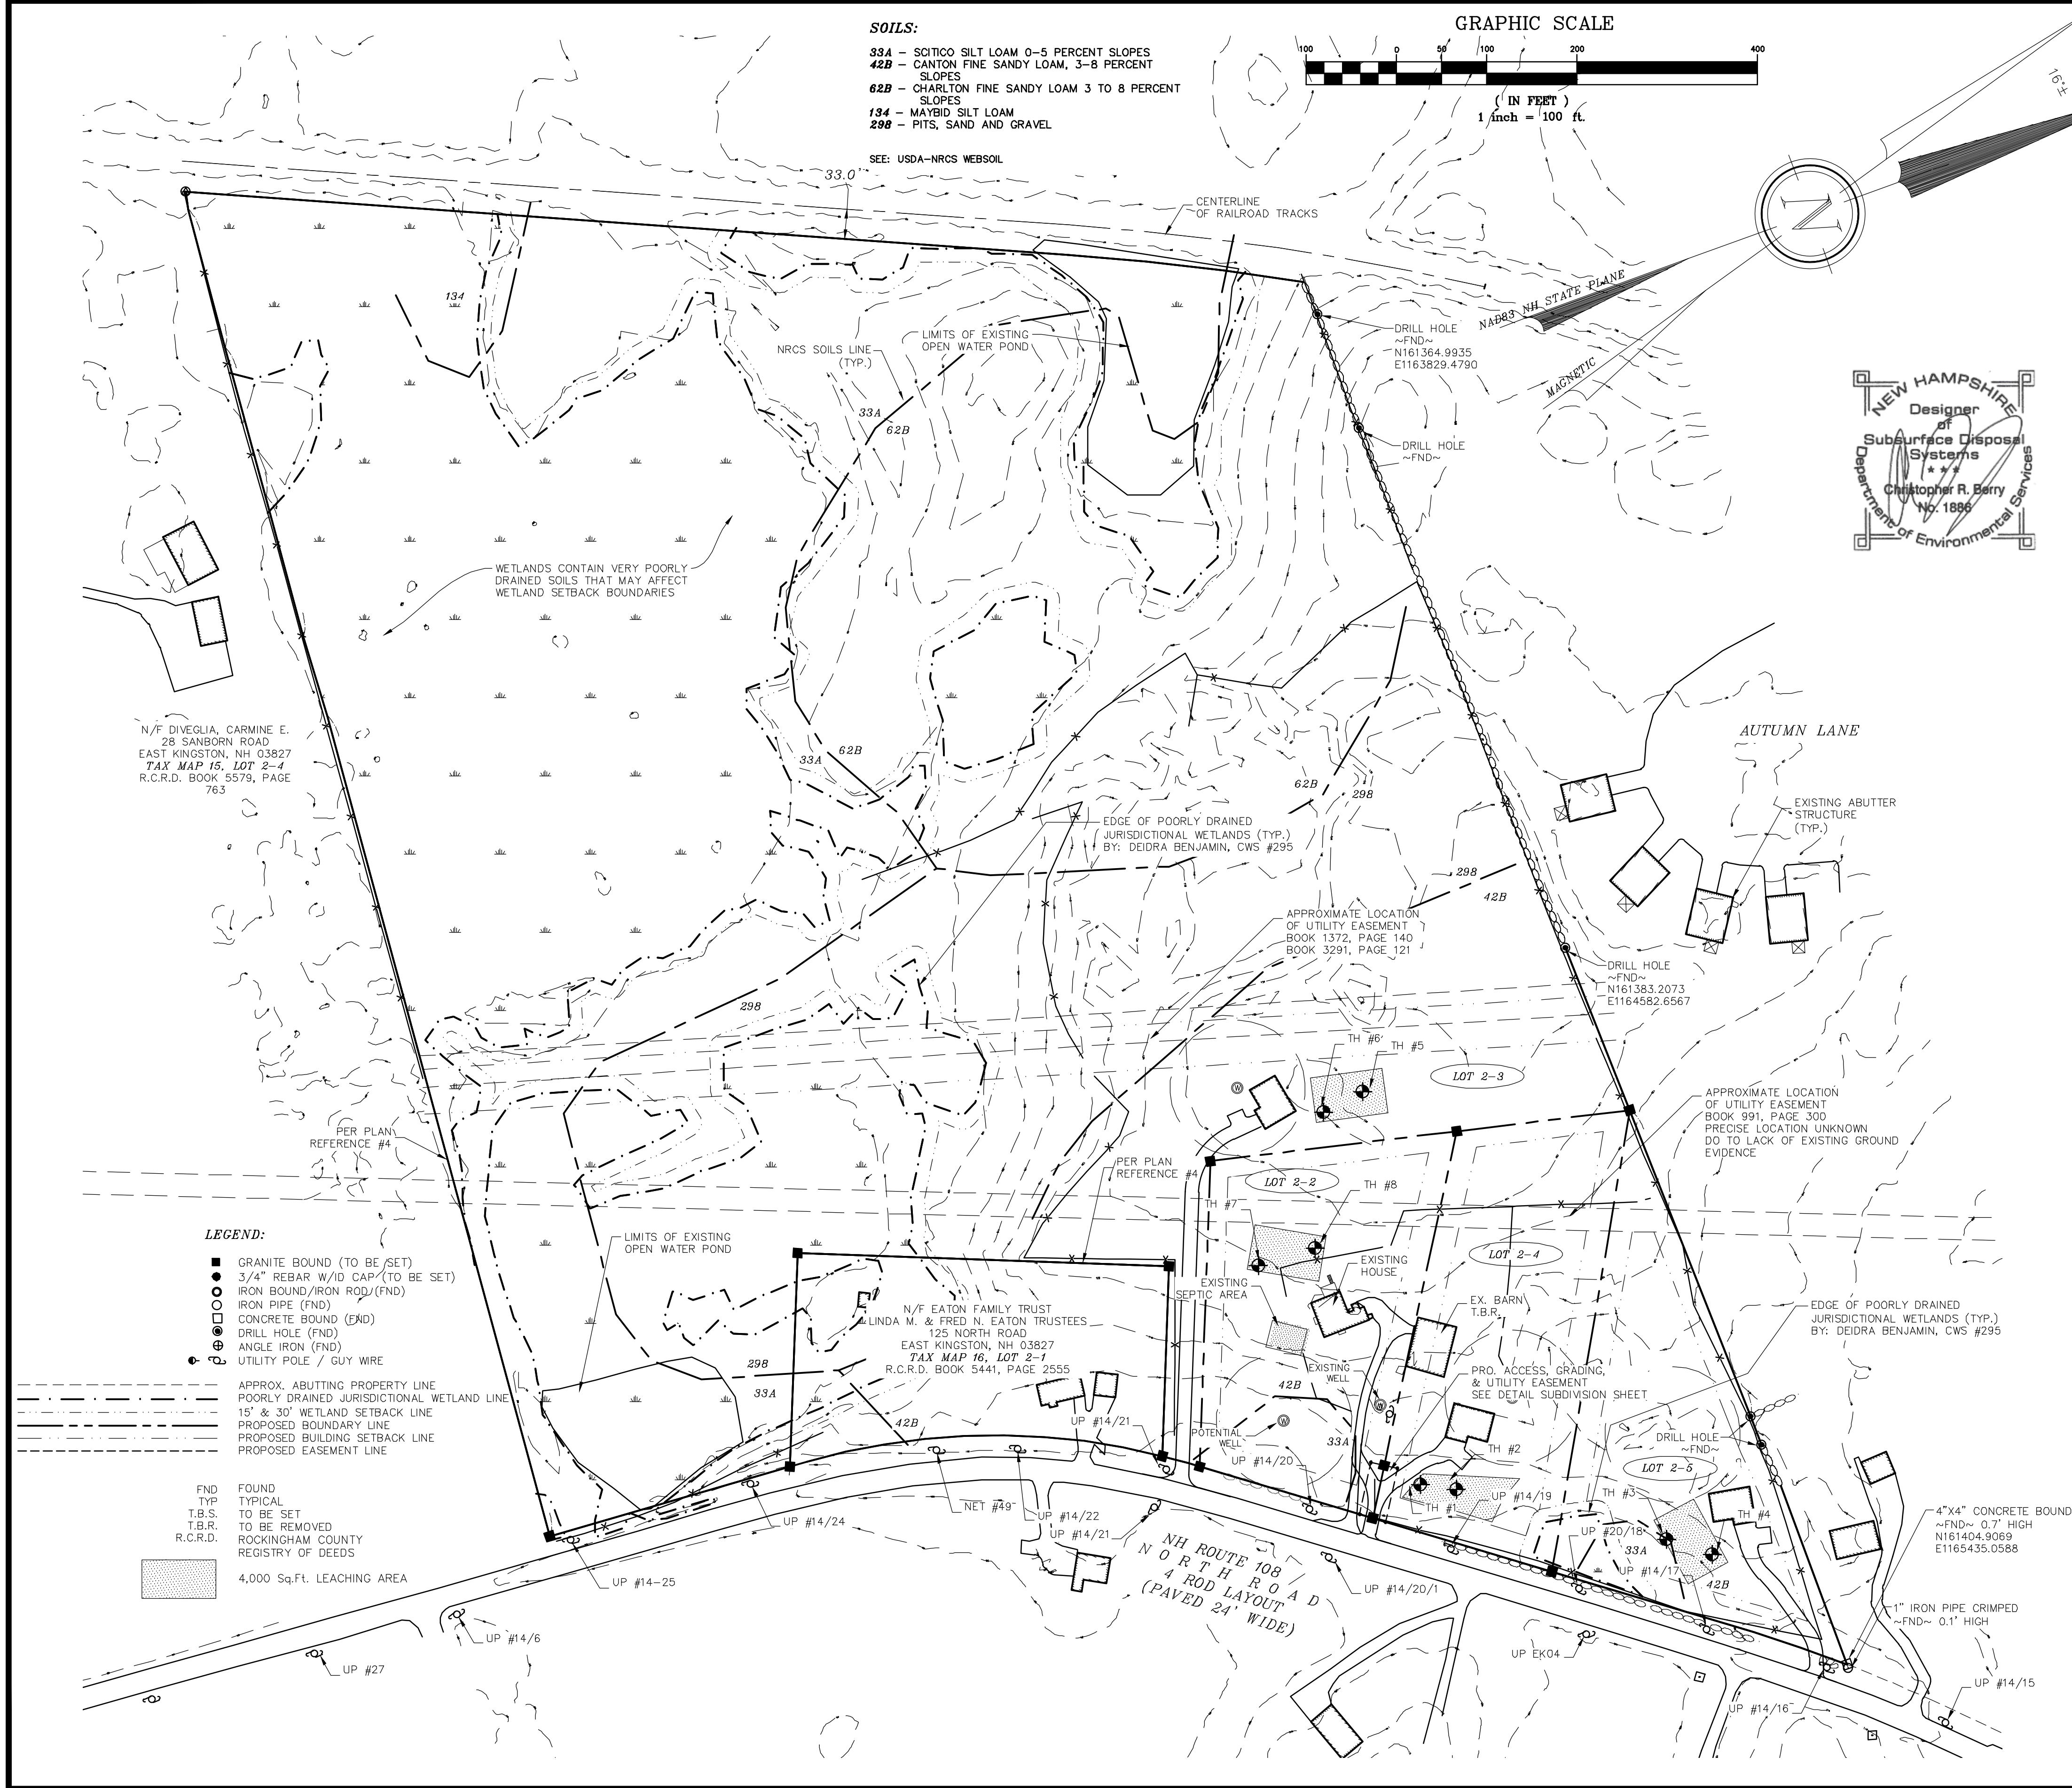 SOILS:
33A – SCITICO SILT LOAM 0–5 PERCENT SLOPES
42B – CANTON FINE SANDY LOAM, 3–8 PERCENT
SLOPES
62B – CHARLTON FINE SANDY LOAM 3 TO 8 PERCENT
SLOPES
134 – MAYBID SILT LOAM
298 – PITS, SAND AND GRAVEL
SEE: USDA–NRCS WEBSOIL
GRAPHIC SCALE
100 0 50 100 200 400
( IN FEET )
1 inch = 100 ft.
16°±
N
NAD83 NH STATE PLANE
MAGNETIC
NEW HAMPSHIRE
Designer
of
Subsurface Disposal
Systems
★ ★ ★
Christopher R. Berry
No. 1886
Department of Environmental Services
33.0'
CENTERLINE
OF RAILROAD TRACKS
134
NRCS SOILS LINE
(TYP.)
LIMITS OF EXISTING
OPEN WATER POND
33A
62B
DRILL HOLE
~FND~
N161364.9935
E1163829.4790
DRILL HOLE
~FND~
WETLANDS CONTAIN VERY POORLY
DRAINED SOILS THAT MAY AFFECT
WETLAND SETBACK BOUNDARIES
N/F DIVEGLIA, CARMINE E.
28 SANBORN ROAD
EAST KINGSTON, NH 03827
TAX MAP 15, LOT 2-4
R.C.R.D. BOOK 5579, PAGE
763
62B
33A
62B
298
AUTUMN LANE
EXISTING ABUTTER
STRUCTURE
(TYP.)
EDGE OF POORLY DRAINED
JURISDICTIONAL WETLANDS (TYP.)
BY: DEIDRA BENJAMIN, CWS #295
298
42B
APPROXIMATE LOCATION
OF UTILITY EASEMENT
BOOK 1372, PAGE 140
BOOK 3291, PAGE 121
DRILL HOLE
~FND~
N161383.2073
E1164582.6567
298
TH #6
TH #5
LOT 2-3
APPROXIMATE LOCATION
OF UTILITY EASEMENT
BOOK 991, PAGE 300
PRECISE LOCATION UNKNOWN
DO TO LACK OF EXISTING GROUND
EVIDENCE
PER PLAN
REFERENCE #4
PER PLAN
REFERENCE #4
W
LOT 2-2
TH #8
TH #7
LOT 2-4
LIMITS OF EXISTING
OPEN WATER POND
EXISTING
HOUSE
EXISTING
SEPTIC AREA
EX. BARN
T.B.R.
EDGE OF POORLY DRAINED
JURISDICTIONAL WETLANDS (TYP.)
BY: DEIDRA BENJAMIN, CWS #295
N/F EATON FAMILY TRUST
LINDA M. & FRED N. EATON TRUSTEES
125 NORTH ROAD
EAST KINGSTON, NH 03827
TAX MAP 16, LOT 2-1
R.C.R.D. BOOK 5441, PAGE 2555
298
33A
42B
EXISTING
WELL
42B
PRO. ACCESS, GRADING,
& UTILITY EASEMENT
SEE DETAIL SUBDIVISION SHEET
W
W
W
POTENTIAL
WELL
33A
UP #14/21
UP #14/20
TH #2
TH #1
UP #14/19
DRILL HOLE
~FND~
LOT 2-5
TH #3
TH #4
UP #20/18
33A
UP #14/17
42B
4"X4" CONCRETE BOUND
~FND~ 0.7' HIGH
N161404.9069
E1165435.0588
1" IRON PIPE CRIMPED
~FND~ 0.1' HIGH
NET #49
UP #14/22
UP #14/21
UP #14/24
UP #14-25
NH ROUTE 108
NORTH ROAD
4 ROD LAYOUT
(PAVED 24' WIDE)
UP #14/20/1
UP EK04
UP #14/16
UP #14/15
UP #14/6
UP #27
LEGEND:
GRANITE BOUND (TO BE SET)
3/4" REBAR W/ID CAP (TO BE SET)
IRON BOUND/IRON ROD (FND)
IRON PIPE (FND)
CONCRETE BOUND (FND)
DRILL HOLE (FND)
ANGLE IRON (FND)
UTILITY POLE / GUY WIRE
APPROX. ABUTTING PROPERTY LINE
POORLY DRAINED JURISDICTIONAL WETLAND LINE
15' & 30' WETLAND SETBACK LINE
PROPOSED BOUNDARY LINE
PROPOSED BUILDING SETBACK LINE
PROPOSED EASEMENT LINE
FND FOUND
TYP TYPICAL
T.B.S. TO BE SET
T.B.R. TO BE REMOVED
R.C.R.D. ROCKINGHAM COUNTY
REGISTRY OF DEEDS
4,000 Sq.Ft. LEACHING AREA